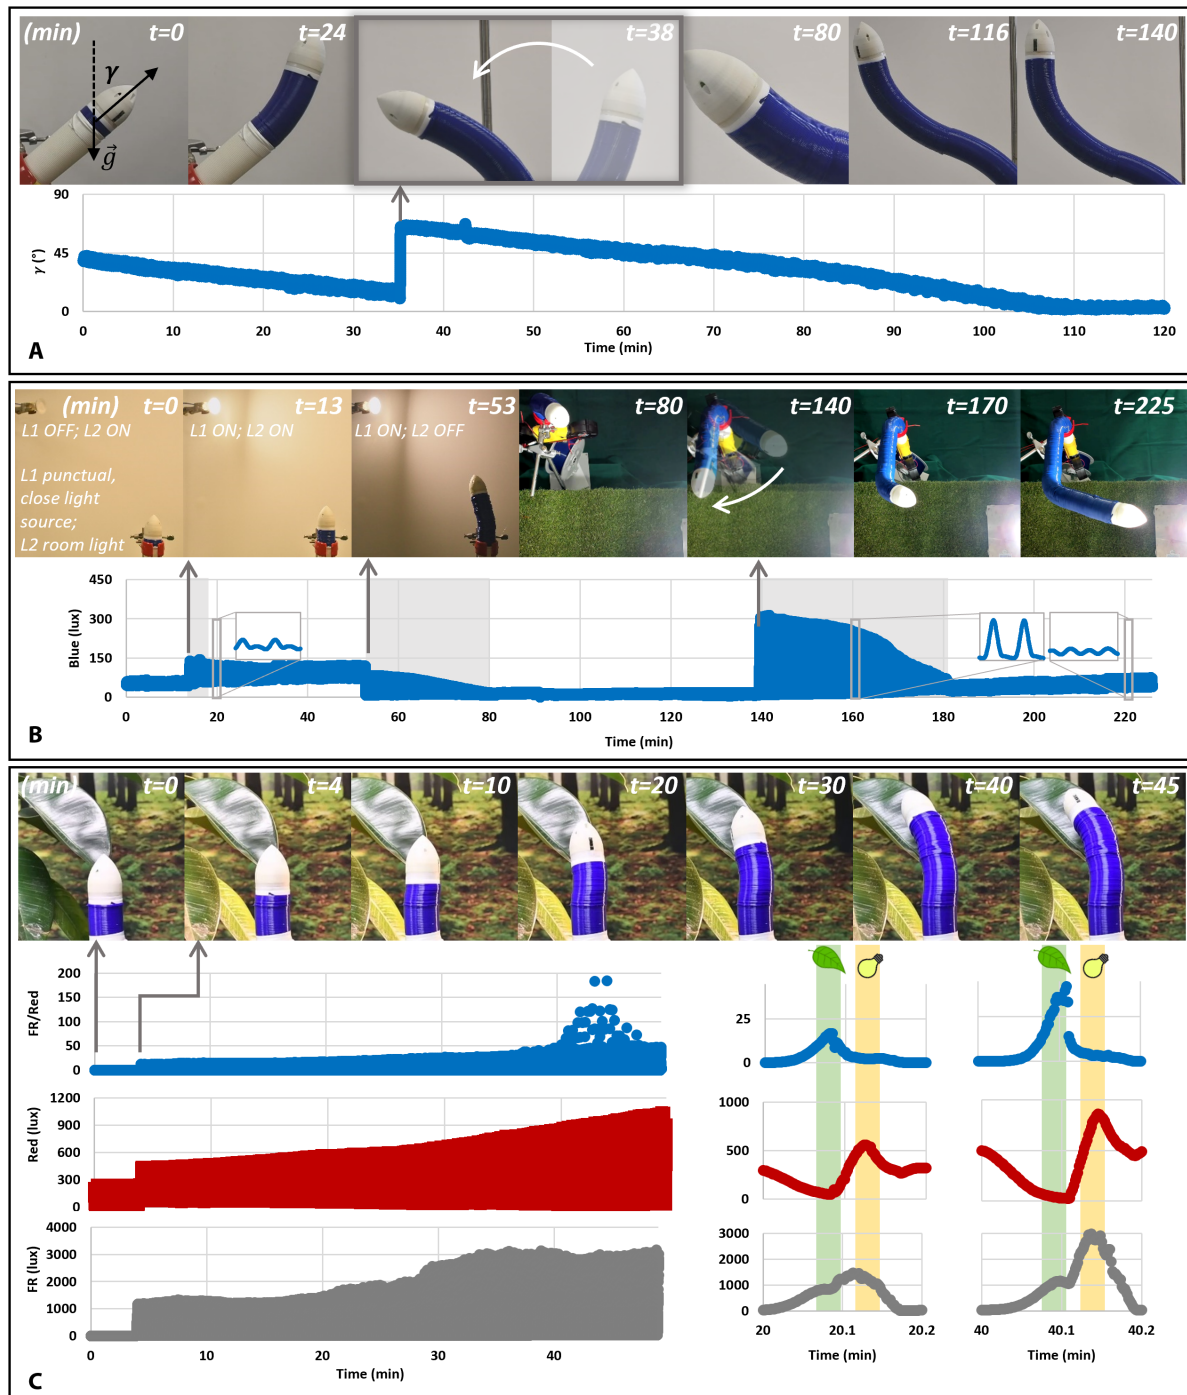 (min) t=0 t=24 t=38 t=80 t=116 t=140
γ
g⃗
90
45
0
γ (°)
0 10 20 30 40 50 60 70 80 90 100 110 120
Time (min)
A
(min) t=0 t=13 t=53 t=80 t=140 t=170 t=225
L1 OFF; L2 ON L1 ON; L2 ON L1 ON; L2 OFF
L1 punctual,
close light
source;
L2 room light
450
300
150
0
Blue (lux)
0 20 40 60 80 100 120 140 160 180 200 220
Time (min)
B
(min) t=0 t=4 t=10 t=20 t=30 t=40 t=45
200
150
100
50
0
FR/Red
25
0
1200
900
600
300
0
Red (lux)
1000
500
0
4000
3000
2000
1000
0
FR (lux)
3000
2000
1000
0
0 10 20 30 40
Time (min)
20 20.1 20.2
Time (min)
40 40.1 40.2
Time (min)
C